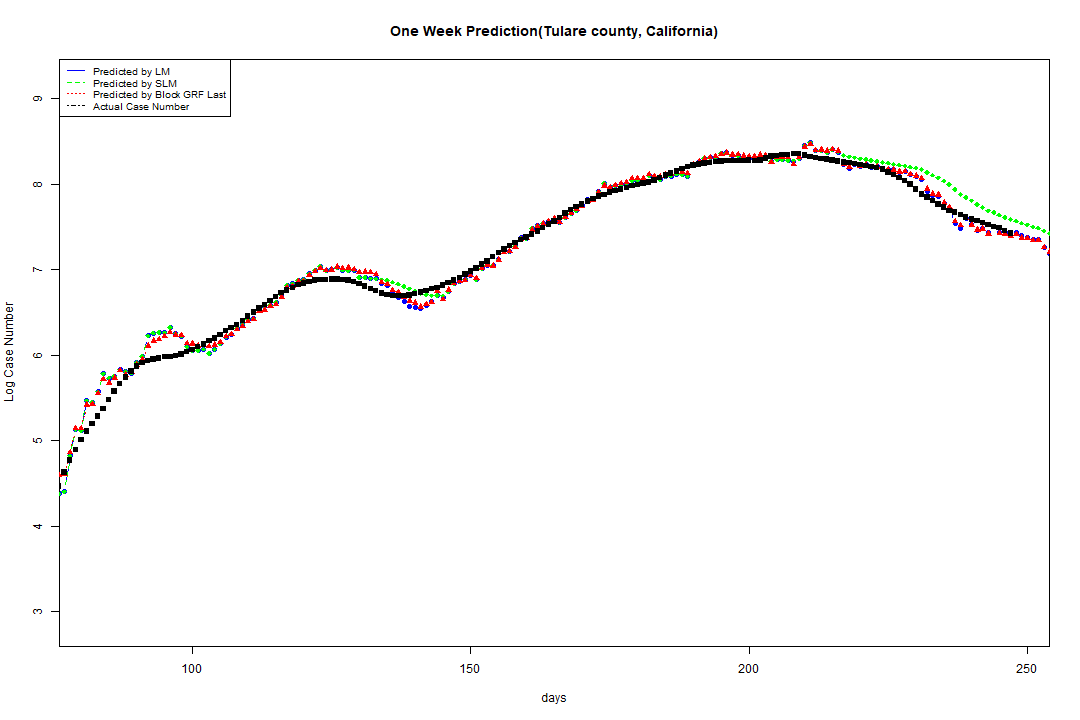 One Week Prediction(Tulare county, California)
Predicted by LM
Predicted by SLM
Predicted by Block GRF Last
Actual Case Number
9
8
7
6
5
4
3
Log Case Number
100 150 200 250
days